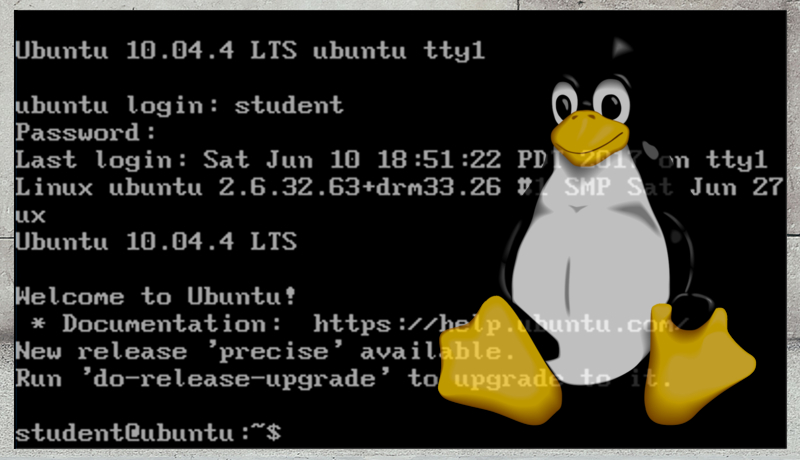 Ubuntu 10.04.4 LTS ubuntu tty1
ubuntu login: student
Password:
Last login: Sat Jun 10 18:51:22 PDT 2017 on tty1
Linux ubuntu 2.6.32.63+drm33.26 #1 SMP Sat Jun 27
ux
Ubuntu 10.04.4 LTS
Welcome to Ubuntu!
* Documentation: https://help.ubuntu.com/
New release 'precise' available.
Run 'do-release-upgrade' to upgrade to it.
student@ubuntu:~$